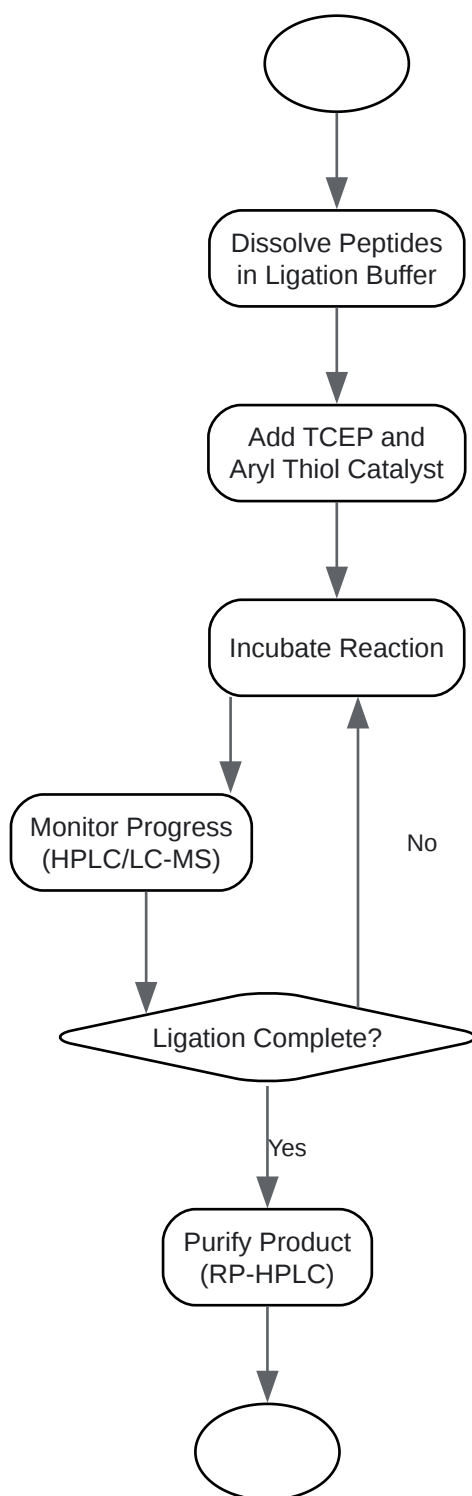 Dissolve Peptides
in Ligation Buffer
Add TCEP and
Aryl Thiol Catalyst
Incubate Reaction
Monitor Progress
(HPLC/LC-MS)
No
Ligation Complete?
Yes
Purify Product
(RP-HPLC)